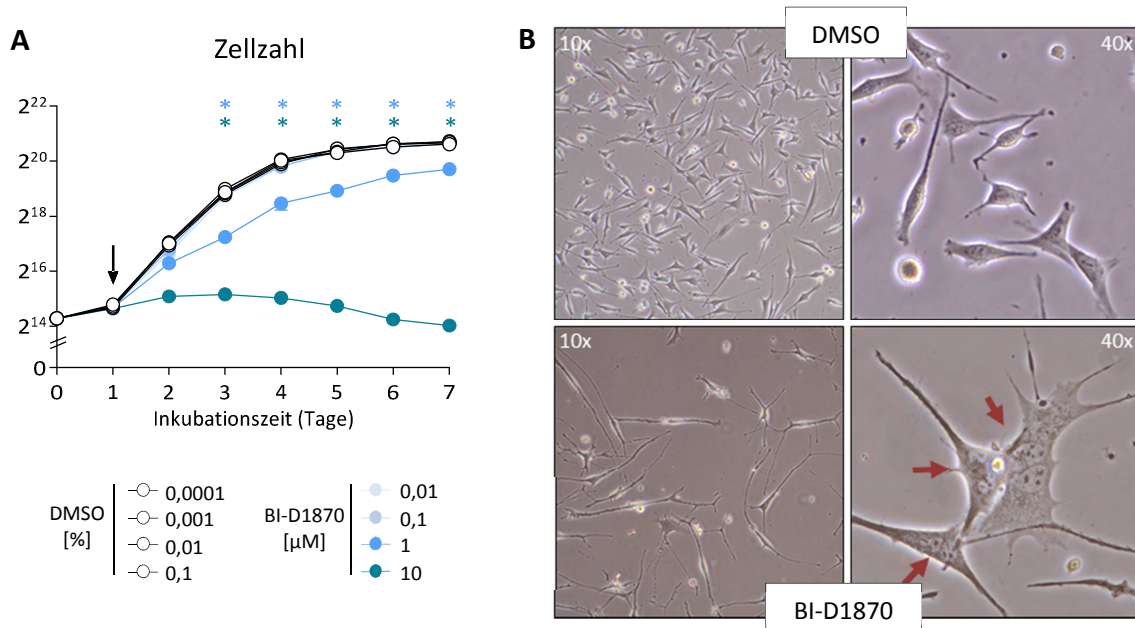 A
Zellzahl
2²²
2²⁰
2¹⁸
2¹⁶
2¹⁴
0
* * * * *
* * * * *
0 1 2 3 4 5 6 7
Inkubationszeit (Tage)
DMSO
[%]
0,0001
0,001
0,01
0,1
BI-D1870
[µM]
0,01
0,1
1
10
B
DMSO
10x
40x
10x
40x
BI-D1870